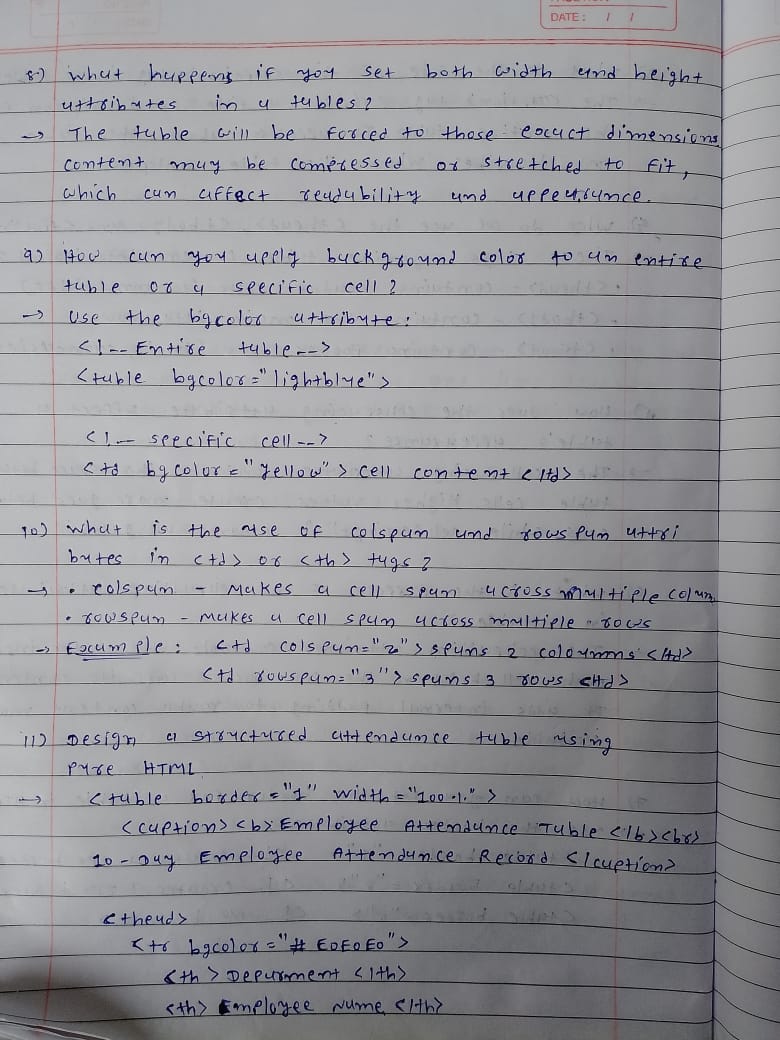 DATE: / /
8) What happens if you set both width and height
attributes in a tables?
→ The table will be forced to those exact dimensions
content may be compressed or stretched to fit,
which can affect readability and appearance.
9) How can you apply background color to an entire
table or a specific cell?
→ Use the bgcolor attribute:
<!-- Entire table -->
<table bgcolor="lightblue">
<!-- specific cell -->
<td bgcolor="yellow"> cell content </td>
10) What is the use of colspan and rowspan attri
butes in <td> or <th> tags?
→ • colspan - Makes a cell span across multiple colum
• rowspan - makes a cell span across multiple rows
→ Example: <td colspan="2"> spans 2 coloumns </td>
<td rowspan="3"> spans 3 rows </td>
11) Design a structured attendance table using
pure HTML
→ <table border="1" width="100%">
<caption><b>Employee Attendance Table </b><br>
10-Day Employee Attendance Record </caption>
<thead>
<tr bgcolor="#E0E0E0">
<th> Deparment </th>
<th> Employee Name </th>